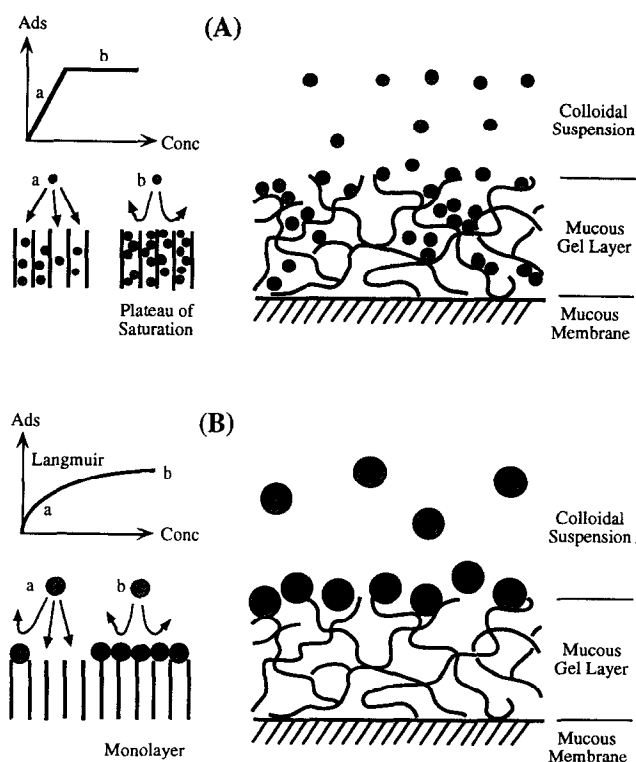 Ads
(A)
b
a
Conc
a
b
Plateau of
Saturation
Colloidal
Suspension
Mucous
Gel Layer
Mucous
Membrane
Ads
(B)
Langmuir
b
a
Conc
a
b
Monolayer
Colloidal
Suspension
Mucous
Gel Layer
Mucous
Membrane